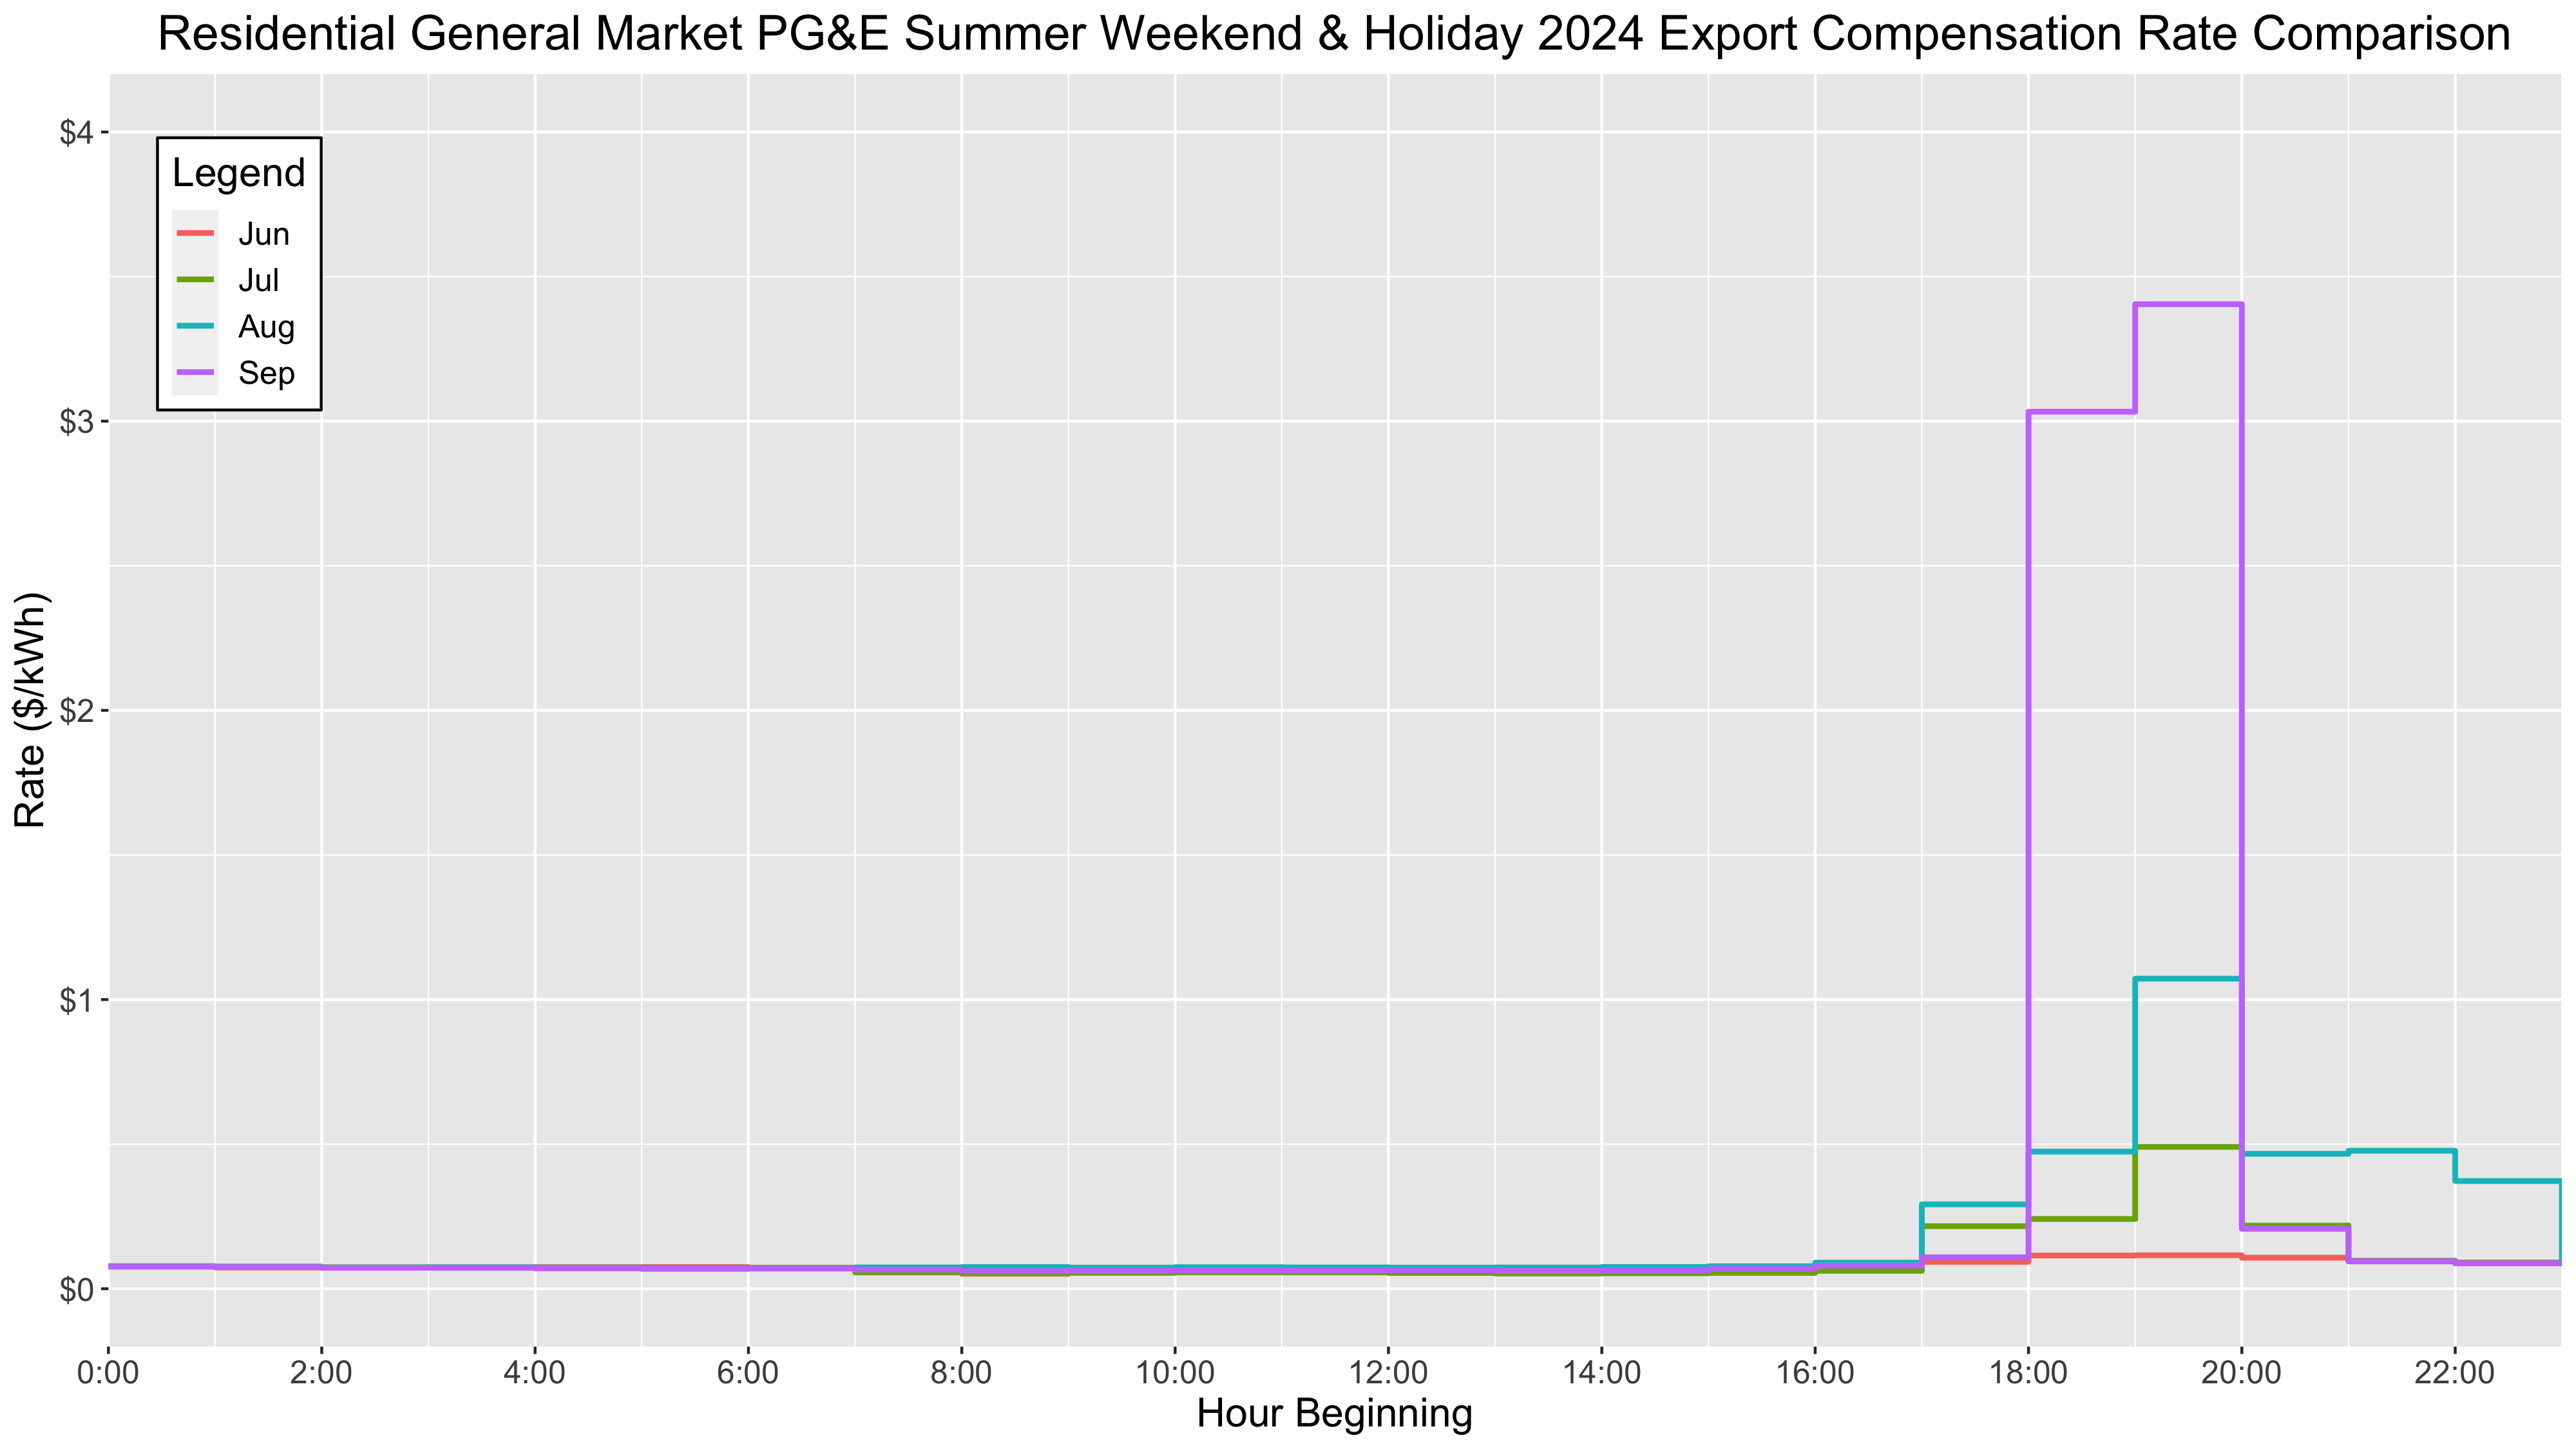 Residential General Market PG&E Summer Weekend & Holiday 2024 Export Compensation Rate Comparison
Legend
Jun
Jul
Aug
Sep
Rate ($/kWh)
$4
$3
$2
$1
$0
0:00 2:00 4:00 6:00 8:00 10:00 12:00 14:00 16:00 18:00 20:00 22:00
Hour Beginning